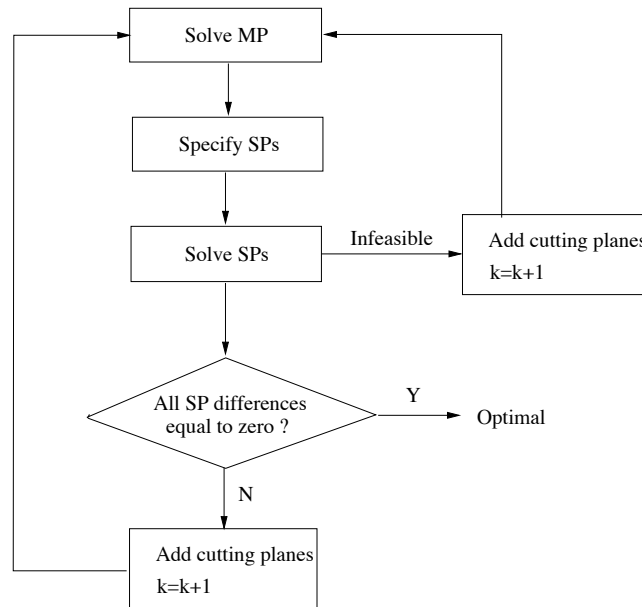 Solve MP
Specify SPs
Solve SPs
Infeasible
Add cutting planes
k=k+1
All SP differences
equal to zero ?
Y
Optimal
N
Add cutting planes
k=k+1